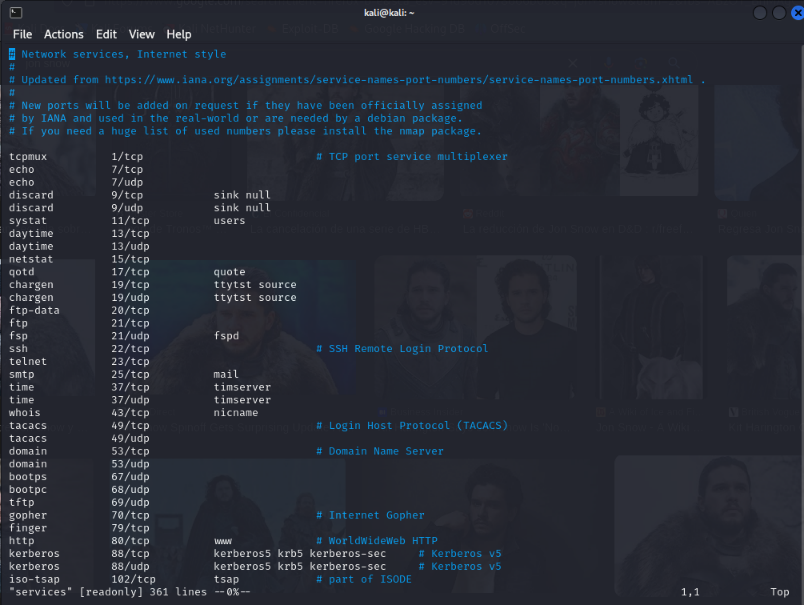 kali@kali: ~
File Actions Edit View Help
# Network services, Internet style
#
# Updated from https://www.iana.org/assignments/service-names-port-numbers/service-names-port-numbers.xhtml .
#
# New ports will be added on request if they have been officially assigned
# by IANA and used in the real-world or are needed by a debian package.
# If you need a huge list of used numbers please install the nmap package.
tcpmux 1/tcp # TCP port service multiplexer
echo 7/tcp
echo 7/udp
discard 9/tcp sink null
discard 9/udp sink null
systat 11/tcp users
daytime 13/tcp
daytime 13/udp
netstat 15/tcp
qotd 17/tcp quote
chargen 19/tcp ttytst source
chargen 19/udp ttytst source
ftp-data 20/tcp
ftp 21/tcp
fsp 21/udp fspd
ssh 22/tcp # SSH Remote Login Protocol
telnet 23/tcp
smtp 25/tcp mail
time 37/tcp timserver
time 37/udp timserver
whois 43/tcp nicname
tacacs 49/tcp # Login Host Protocol (TACACS)
tacacs 49/udp
domain 53/tcp # Domain Name Server
domain 53/udp
bootps 67/udp
bootpc 68/udp
tftp 69/udp
gopher 70/tcp # Internet Gopher
finger 79/tcp
http 80/tcp www # WorldWideWeb HTTP
kerberos 88/tcp kerberos5 krb5 kerberos-sec # Kerberos v5
kerberos 88/udp kerberos5 krb5 kerberos-sec # Kerberos v5
iso-tsap 102/tcp tsap # part of ISODE
"services" [readonly] 361 lines --0%-- 1,1 Top